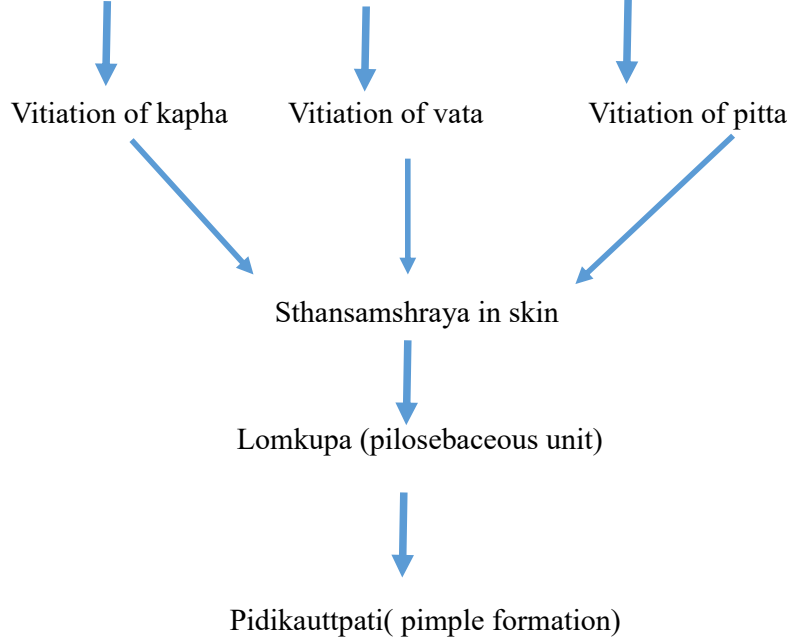 Vitiation of kapha
Vitiation of vata
Vitiation of pitta
Sthansamshraya in skin
Lomkupa (pilosebaceous unit)
Pidikauttpati( pimple formation)